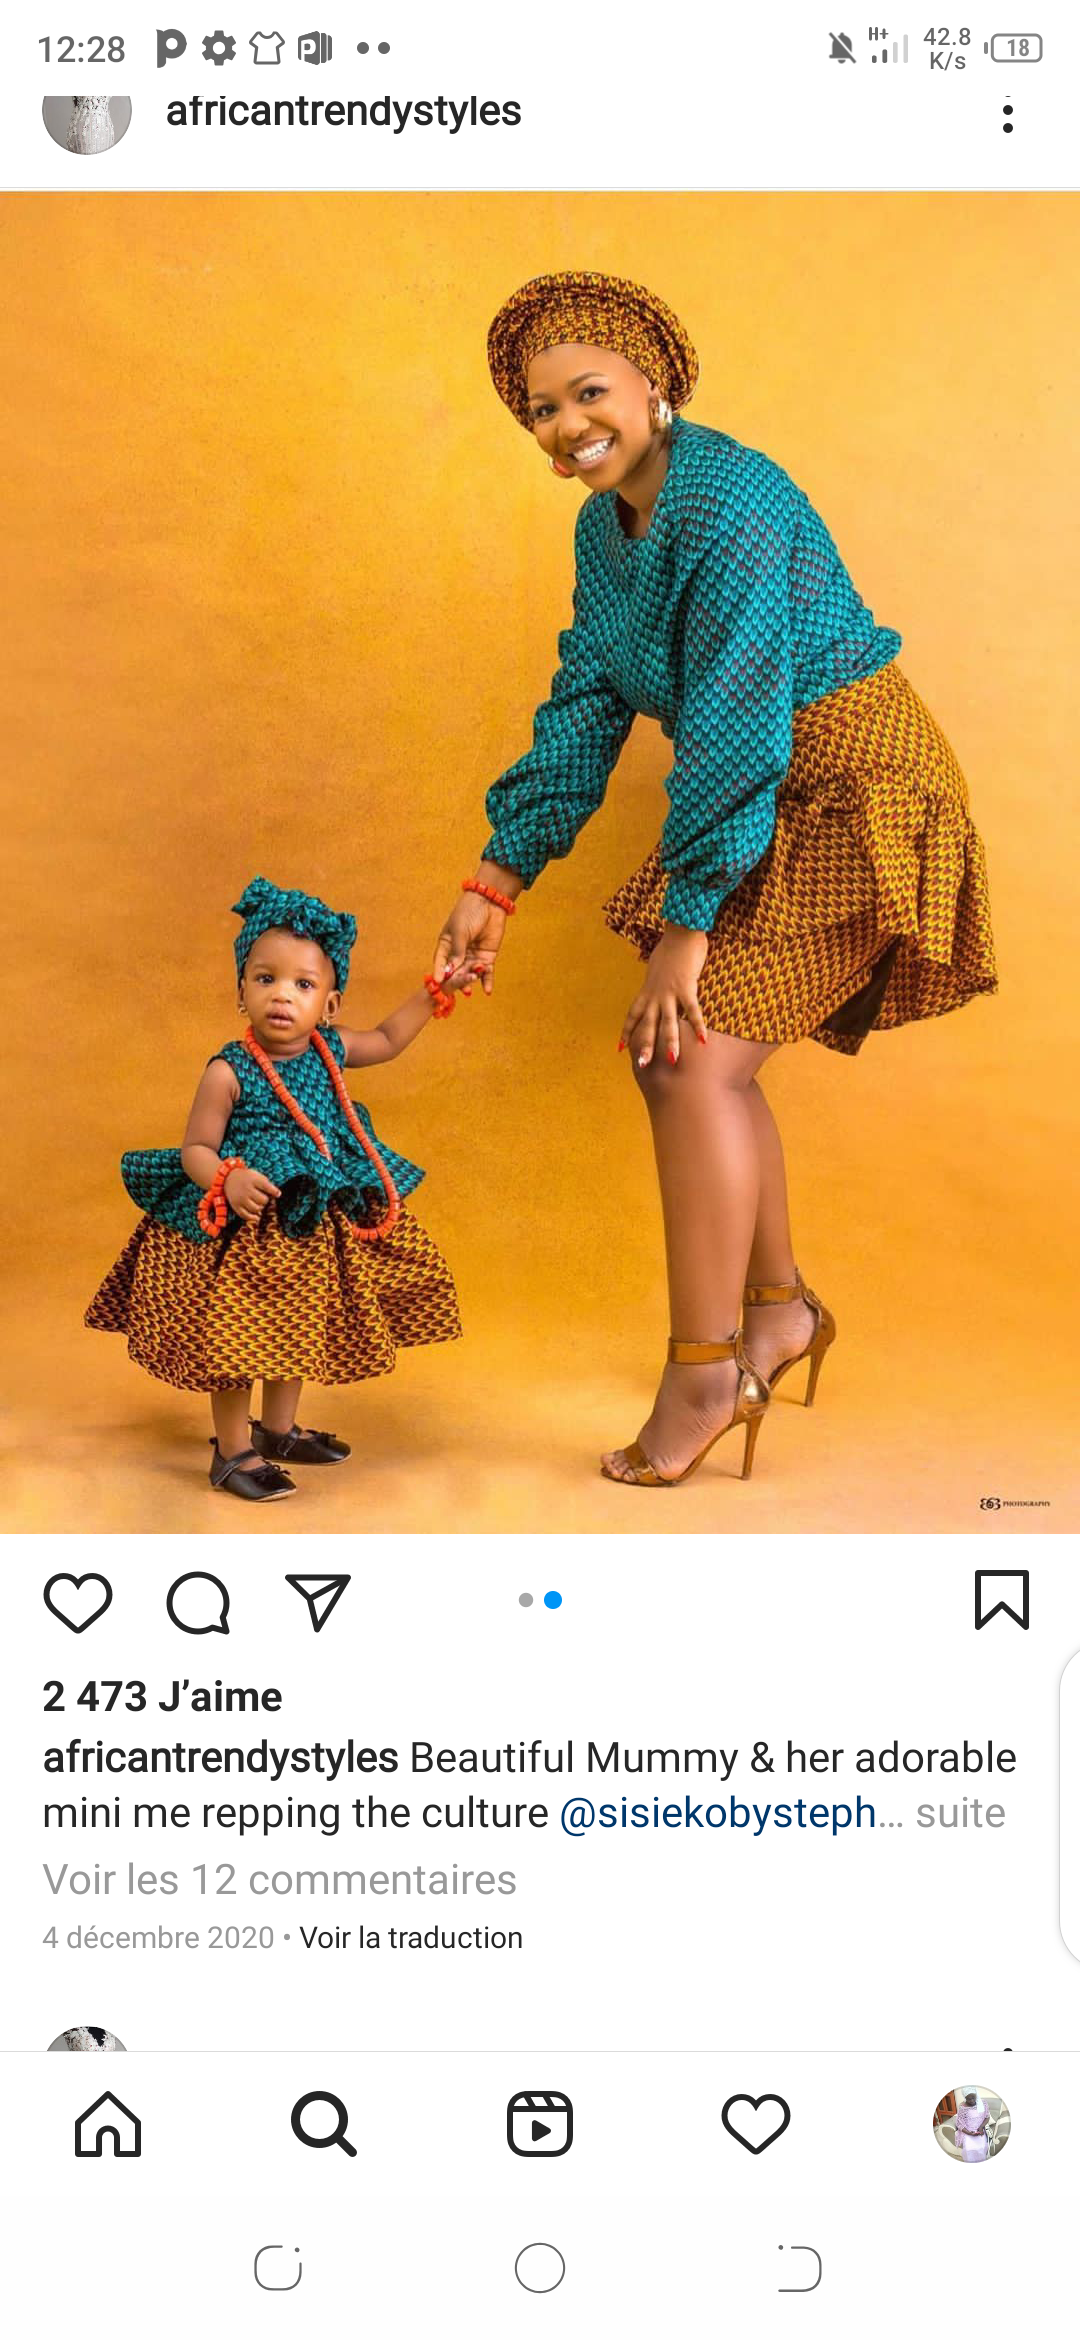 12:28
H+
42.8
K/s
18
africantrendystyles
PHOTOGRAPHY
2 473 J’aime
africantrendystyles Beautiful Mummy & her adorable
mini me repping the culture @sisiekobysteph… suite
Voir les 12 commentaires
4 décembre 2020 • Voir la traduction